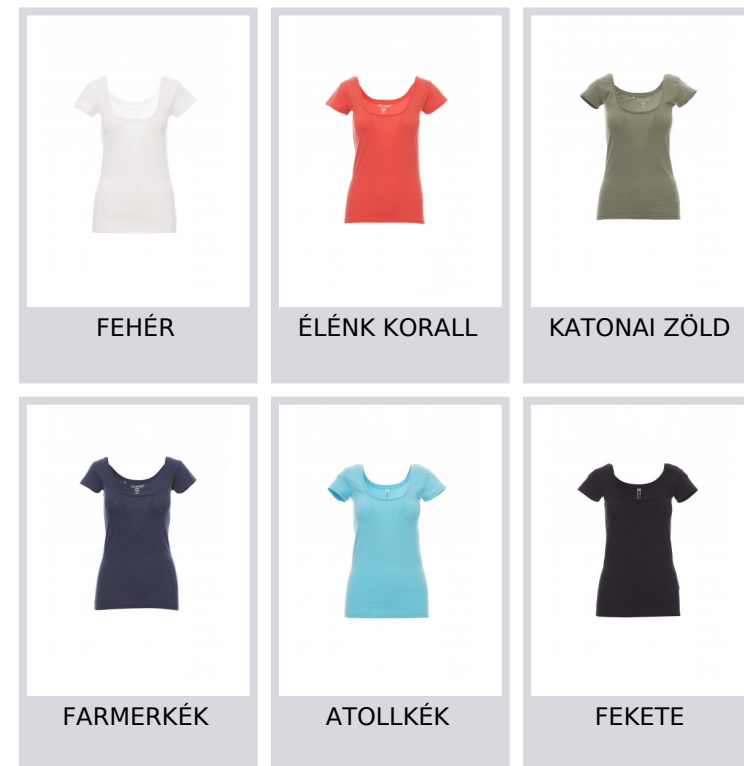 FEHÉR
ÉLÉNK KORALL
KATONAI ZÖLD
FARMERKÉK
ATOLLKÉK
FEKETE